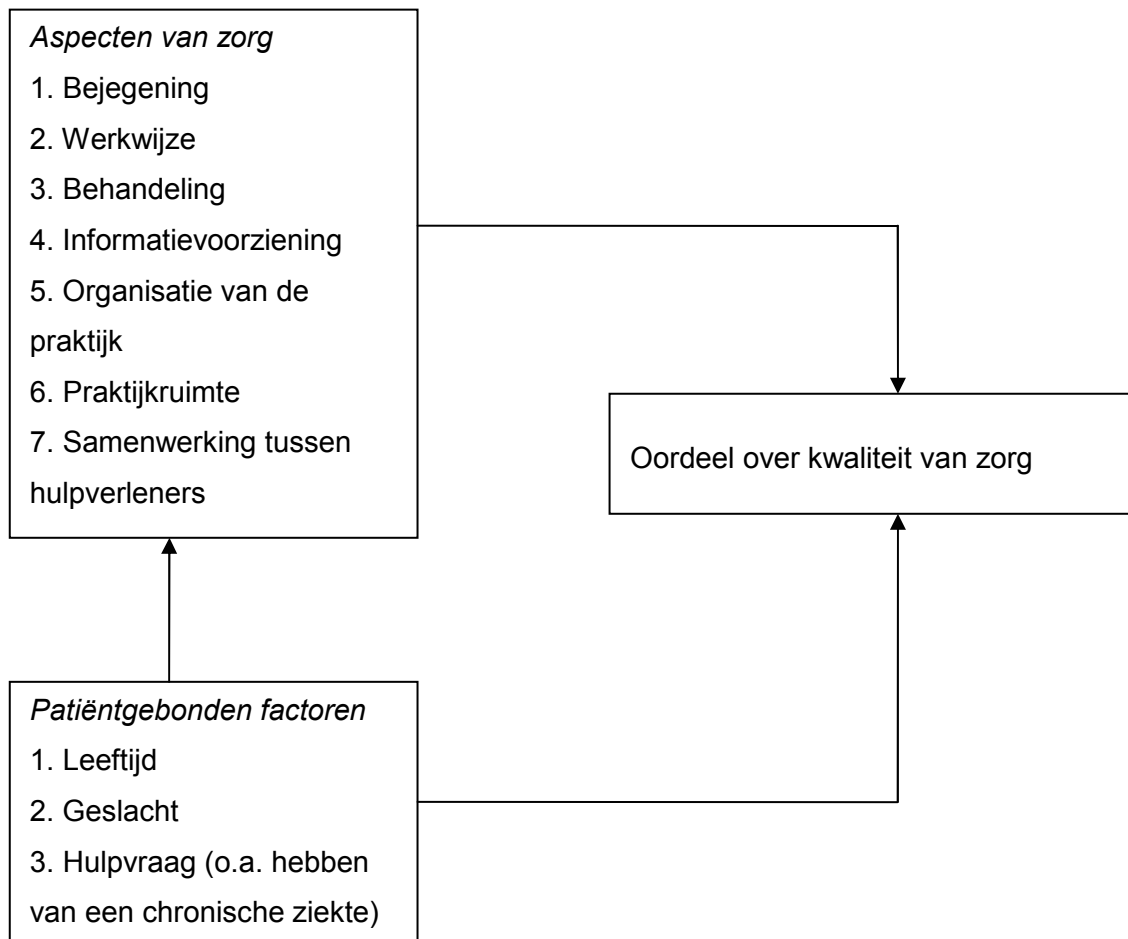 Aspecten van zorg
1. Bejegening
2. Werkwijze
3. Behandeling
4. Informatievoorziening
5. Organisatie van de
praktijk
6. Praktijkruimte
7. Samenwerking tussen
hulpverleners
Oordeel over kwaliteit van zorg
Patiëntgebonden factoren
1. Leeftijd
2. Geslacht
3. Hulpvraag (o.a. hebben
van een chronische ziekte)